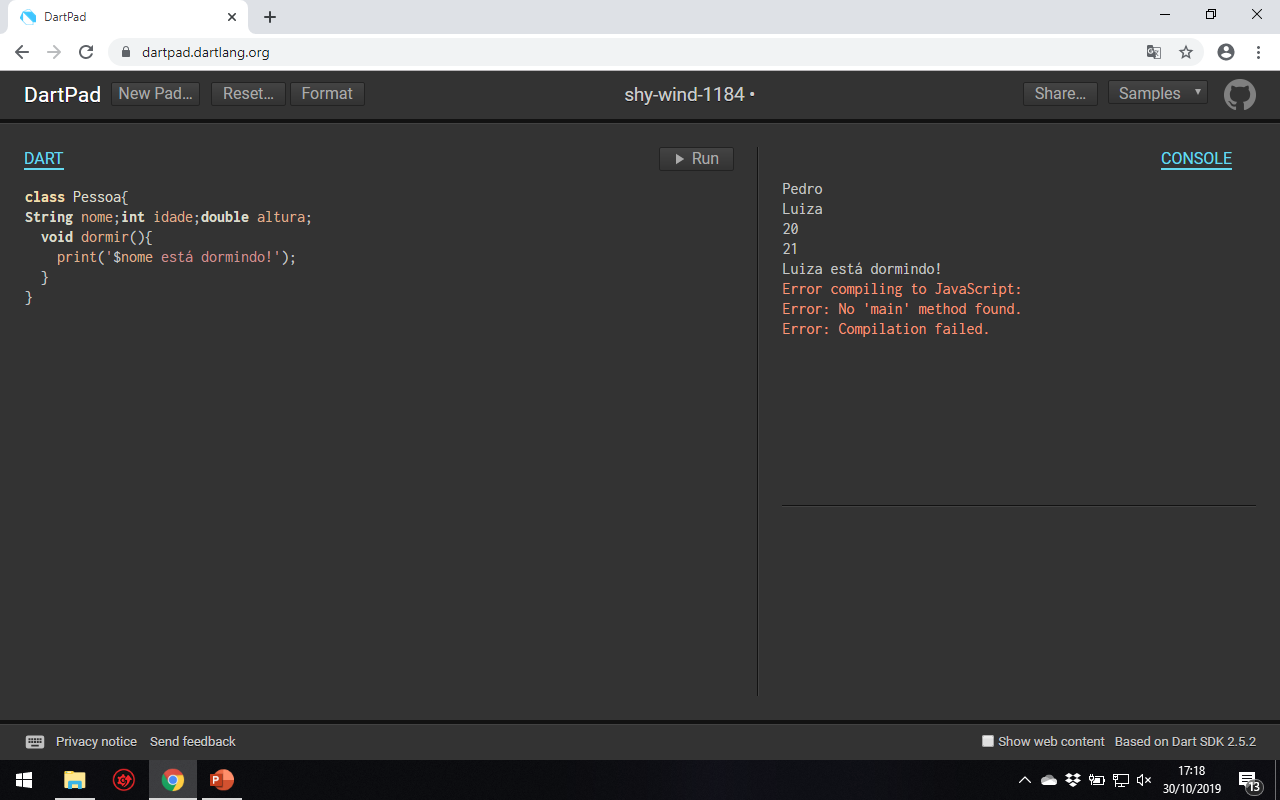 DartPad
dartpad.dartlang.org
DartPad New Pad... Reset... Format shy-wind-1184 • Share... Samples
DART Run CONSOLE
class Pessoa{
String nome;int idade;double altura;
void dormir(){
print('$nome está dormindo!');
}
}
Pedro
Luiza
20
21
Luiza está dormindo!
Error compiling to JavaScript:
Error: No 'main' method found.
Error: Compilation failed.
Privacy notice Send feedback Show web content Based on Dart SDK 2.5.2
17:18
30/10/2019
13